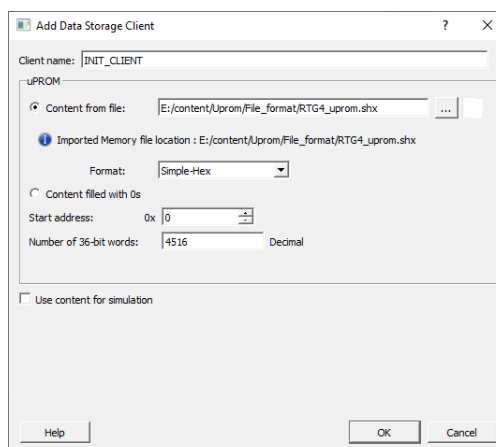 Add Data Storage Client ? ×
Client name: INIT_CLIENT
uPROM
Content from file: E:/content/Uprom/File_format/RTG4_uprom.shx ...
Imported Memory file location : E:/content/Uprom/File_format/RTG4_uprom.shx
Format: Simple-Hex
Content filled with 0s
Start address: 0x 0
Number of 36-bit words: 4516 Decimal
Use content for simulation
Help OK Cancel